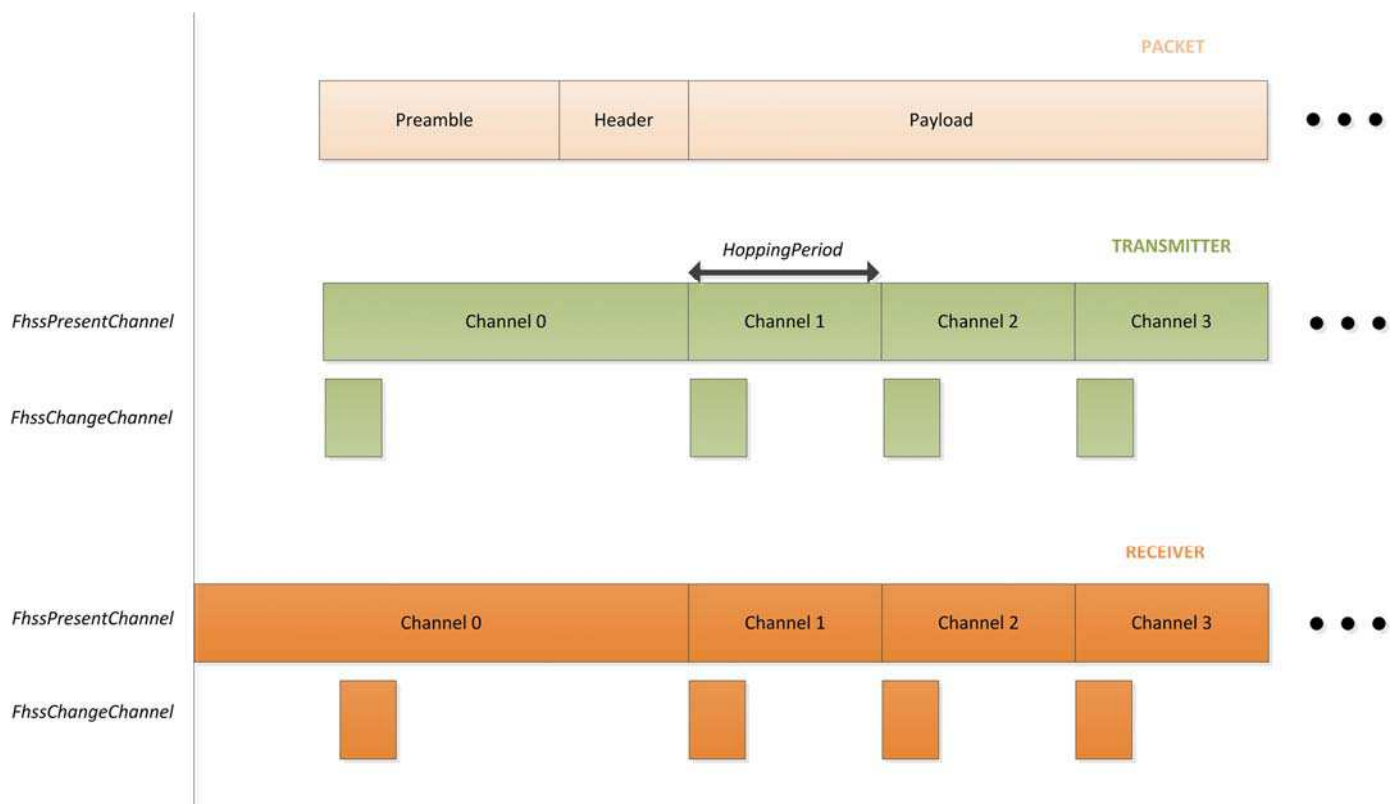 PACKET
Preamble
Header
Payload
HoppingPeriod
TRANSMITTER
FhssPresentChannel
Channel 0
Channel 1
Channel 2
Channel 3
FhssChangeChannel
RECEIVER
FhssPresentChannel
Channel 0
Channel 1
Channel 2
Channel 3
FhssChangeChannel